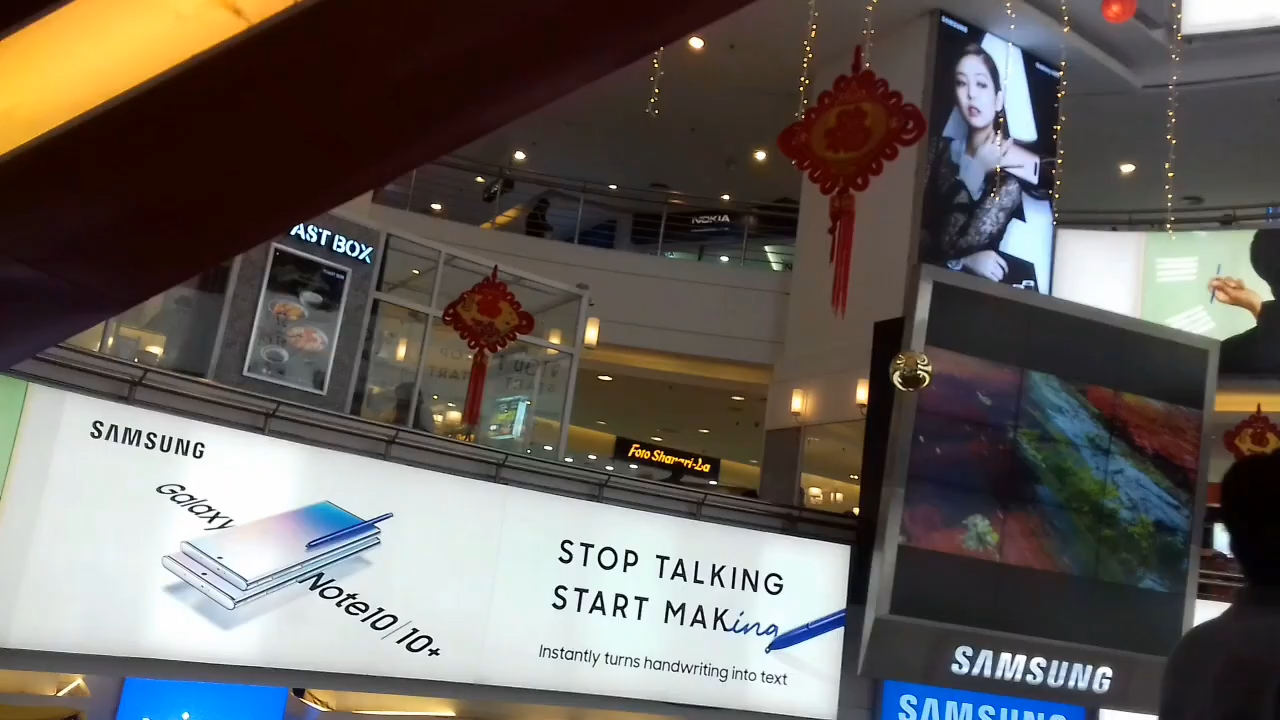 SAMSUNG
NOKIA
AST BOX
Foto Shangri-La
SAMSUNG
Galaxy
Note10|10+
STOP TALKING
START MAKing
Instantly turns handwriting into text
SAMSUNG
SAMSUNG